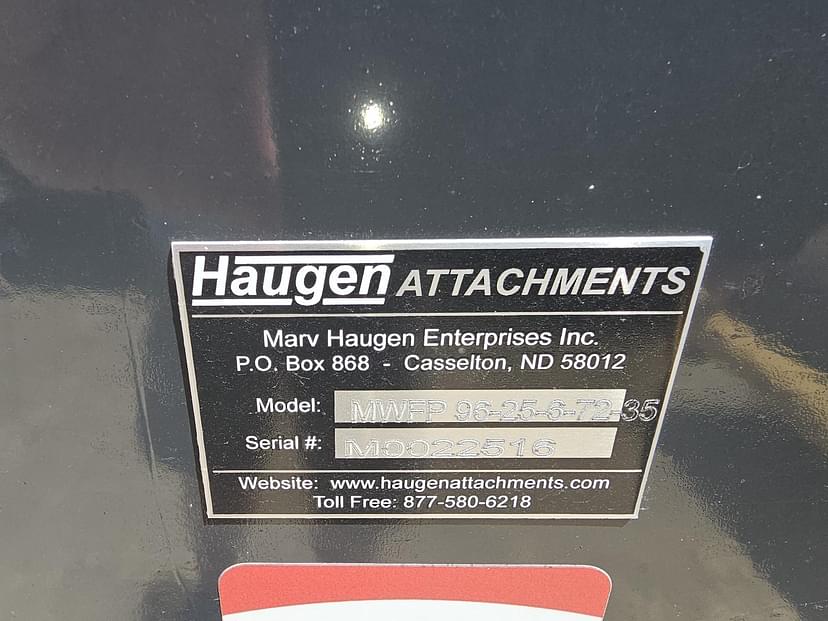 Haugen ATTACHMENTS
Marv Haugen Enterprises Inc.
P.O. Box 868 - Casselton, ND 58012
Model: MWFP 96-25-6-72-35
Serial #: M0022516
Website: www.haugenattachments.com
Toll Free: 877-580-6218